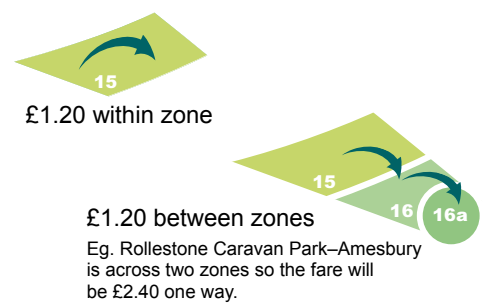 15
£1.20 within zone
15
16
16a
£1.20 between zones
Eg. Rollestone Caravan Park–Amesbury
is across two zones so the fare will
be £2.40 one way.